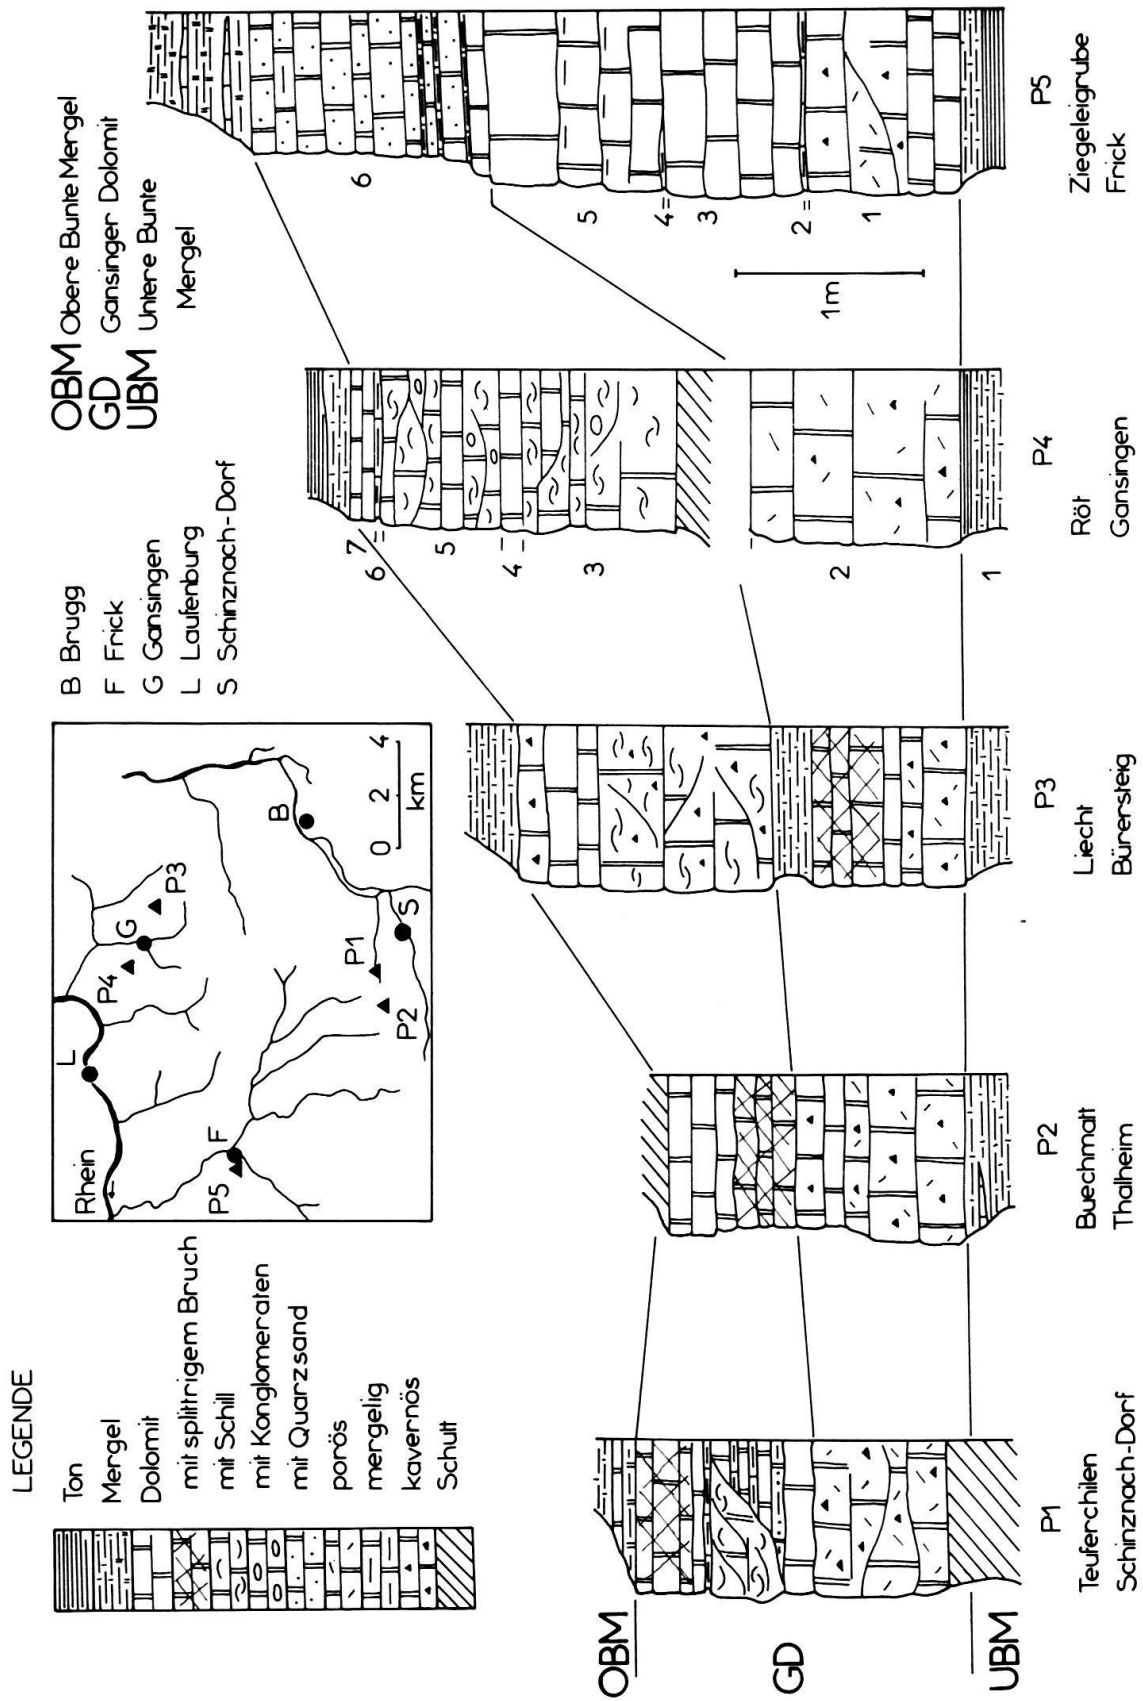 LEGENDE
Ton
Mergel
Dolomit
mit splittrigem Bruch
mit Schill
mit Konglomeraten
mit Quarzsand
porös
mergelig
kavernös
Schutt
Rhein
L
P4
G
P3
P5
F
P1
P2
S
B
0 2 4
km
B Brugg
F Frick
G Gansingen
L Laufenburg
S Schinznach-Dorf
OBM Obere Bunte Mergel
GD Gansinger Dolomit
UBM Untere Bunte
Mergel
OBM
GD
UBM
7
6
5
4
3
2
1
6
5
4
3
2
1
1m
P1
Teufterchilen
Schinznach-Dorf
P2
Buechmatt
Thalheim
P3
Liecht
Bürersteig
P4
Röt
Gansingen
P5
Ziegeleigrube
Frick